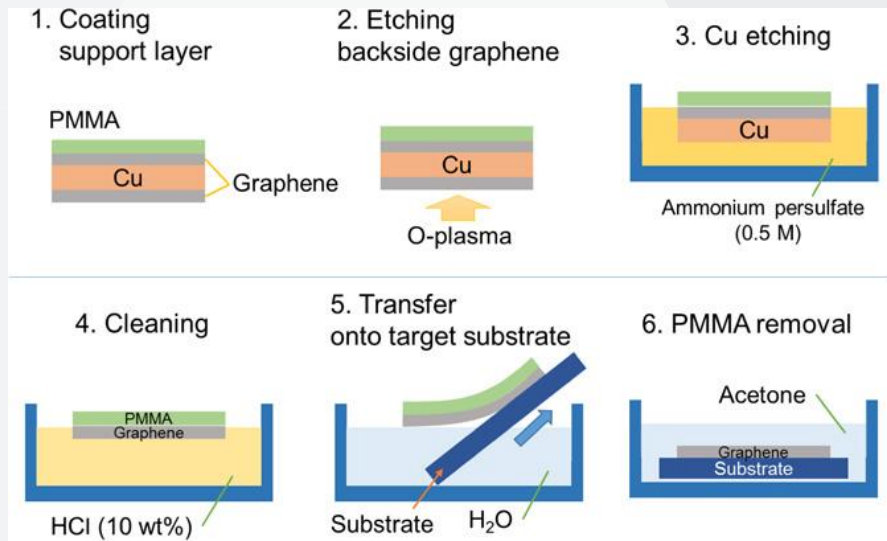 1. Coating
support layer
PMMA
Cu
Graphene
2. Etching
backside graphene
Cu
O-plasma
3. Cu etching
Cu
Ammonium persulfate
(0.5 M)
4. Cleaning
PMMA
Graphene
HCl (10 wt%)
5. Transfer
onto target substrate
Substrate
H₂O
6. PMMA removal
Acetone
Graphene
Substrate